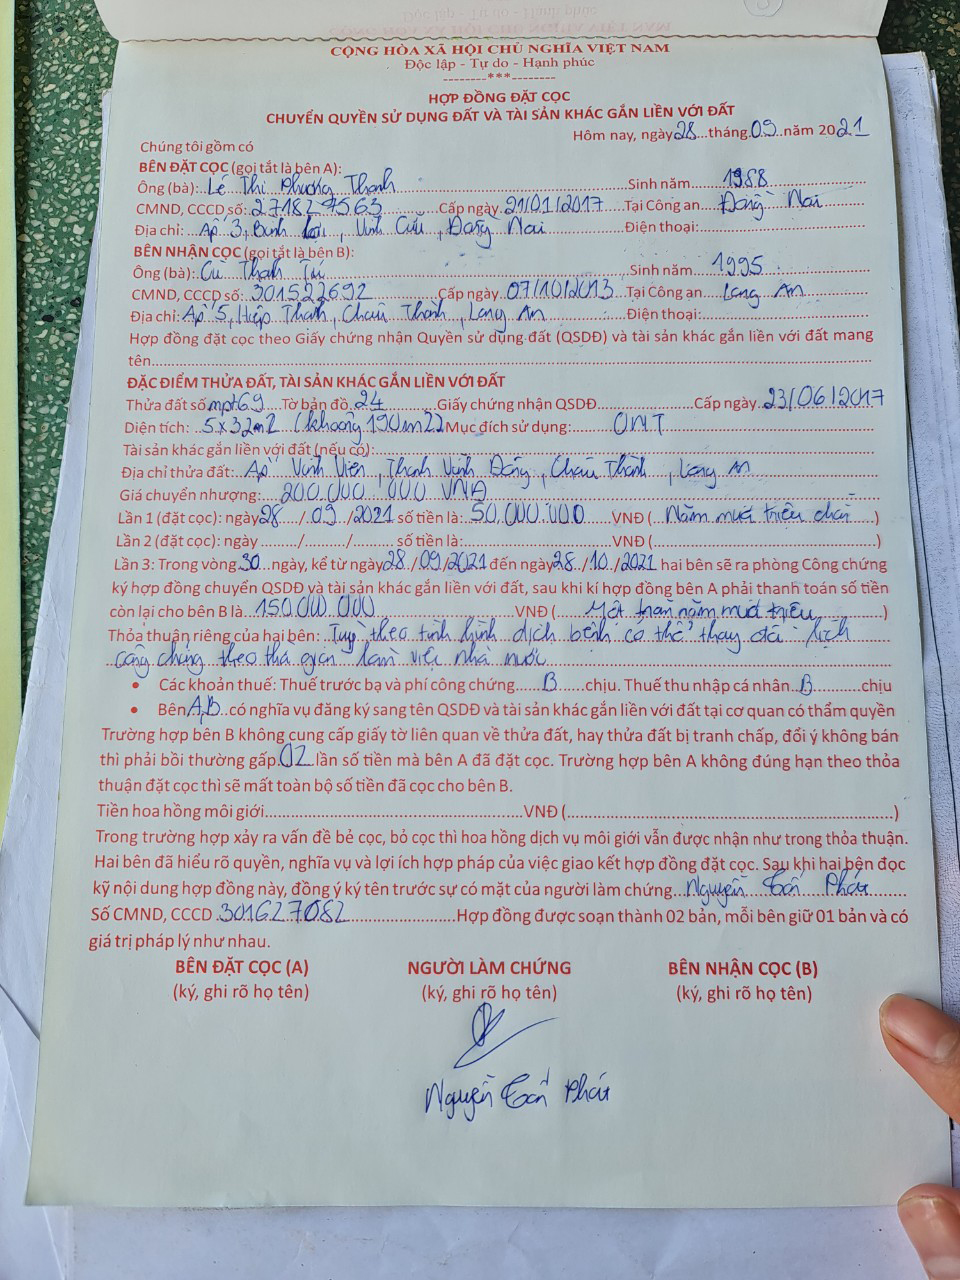 CỘNG HÒA XÃ HỘI CHỦ NGHĨA VIỆT NAM
Độc lập - Tự do - Hạnh phúc
--------***--------
HỢP ĐỒNG ĐẶT CỌC
CHUYỂN QUYỀN SỬ DỤNG ĐẤT VÀ TÀI SẢN KHÁC GẮN LIỀN VỚI ĐẤT
Hôm nay, ngày 28 tháng 09 năm 2021
Chúng tôi gồm có
BÊN ĐẶT CỌC (gọi tắt là bên A):
Ông (bà): Lê Thị Phương Thanh Sinh năm 1988
CMND, CCCD số: 271827563 Cấp ngày 21/01/2017 Tại Công an Đồng Nai
Địa chỉ: Ấp 3, Bình Lợi, Vĩnh Cửu, Đồng Nai Điện thoại:
BÊN NHẬN CỌC (gọi tắt là bên B):
Ông (bà): Cù Thanh Tài Sinh năm 1995
CMND, CCCD số: 301522692 Cấp ngày 07/10/2013 Tại Công an Long An
Địa chỉ: Ấp 5, Hiệp Thạnh, Châu Thành, Long An Điện thoại:
Hợp đồng đặt cọc theo Giấy chứng nhận Quyền sử dụng đất (QSDĐ) và tài sản khác gắn liền với đất mang
tên
ĐẶC ĐIỂM THỬA ĐẤT, TÀI SẢN KHÁC GẮN LIỀN VỚI ĐẤT
Thửa đất số mpt69 Tờ bản đồ 24 Giấy chứng nhận QSDĐ Cấp ngày 23/06/2017
Diện tích: 5x32m2 (khoảng 190m2) Mục đích sử dụng: ONT
Tài sản khác gắn liền với đất (nếu có):
Địa chỉ thửa đất: Ấp Vĩnh Viễn, Thanh Vĩnh Đông, Châu Thành, Long An
Giá chuyển nhượng: 200.000.000 VNĐ
Lần 1 (đặt cọc): ngày 28 / 09 /2021 số tiền là: 50.000.000 VNĐ ( Năm mươi triệu chẵn )
Lần 2 (đặt cọc): ngày ....../......./......... số tiền là: VNĐ ( )
Lần 3: Trong vòng 30 ngày, kể từ ngày 28 /09 /2021 đến ngày 28 / 10 /2021 hai bên sẽ ra phòng Công chứng
ký hợp đồng chuyển QSDĐ và tài sản khác gắn liền với đất, sau khi kí hợp đồng bên A phải thanh toán số tiền
còn lại cho bên B là 150.000.000 VNĐ ( Một trăm năm mươi triệu )
Thỏa thuận riêng của hai bên: Tuỳ theo tình hình dịch bệnh có thể thay đổi lịch
công chứng theo thời gian làm việc nhà nước
• Các khoản thuế: Thuế trước bạ và phí công chứng B chịu. Thuế thu nhập cá nhân B chịu
• Bên A,B có nghĩa vụ đăng ký sang tên QSDĐ và tài sản khác gắn liền với đất tại cơ quan có thẩm quyền
Trường hợp bên B không cung cấp giấy tờ liên quan về thửa đất, hay thửa đất bị tranh chấp, đổi ý không bán
thì phải bồi thường gấp 02 lần số tiền mà bên A đã đặt cọc. Trường hợp bên A không đúng hạn theo thỏa
thuận đặt cọc thì sẽ mất toàn bộ số tiền đã cọc cho bên B.
Tiền hoa hồng môi giới VNĐ ( )
Trong trường hợp xảy ra vấn đề bẻ cọc, bỏ cọc thì hoa hồng dịch vụ môi giới vẫn được nhận như trong thỏa thuận.
Hai bên đã hiểu rõ quyền, nghĩa vụ và lợi ích hợp pháp của việc giao kết hợp đồng đặt cọc. Sau khi hai bên đọc
kỹ nội dung hợp đồng này, đồng ý ký tên trước sự có mặt của người làm chứng Nguyễn Tấn Phát
Số CMND, CCCD 301627082 Hợp đồng được soạn thành 02 bản, mỗi bên giữ 01 bản và có
giá trị pháp lý như nhau.
BÊN ĐẶT CỌC (A) NGƯỜI LÀM CHỨNG BÊN NHẬN CỌC (B)
(ký, ghi rõ họ tên) (ký, ghi rõ họ tên) (ký, ghi rõ họ tên)
Nguyễn Tấn Phát